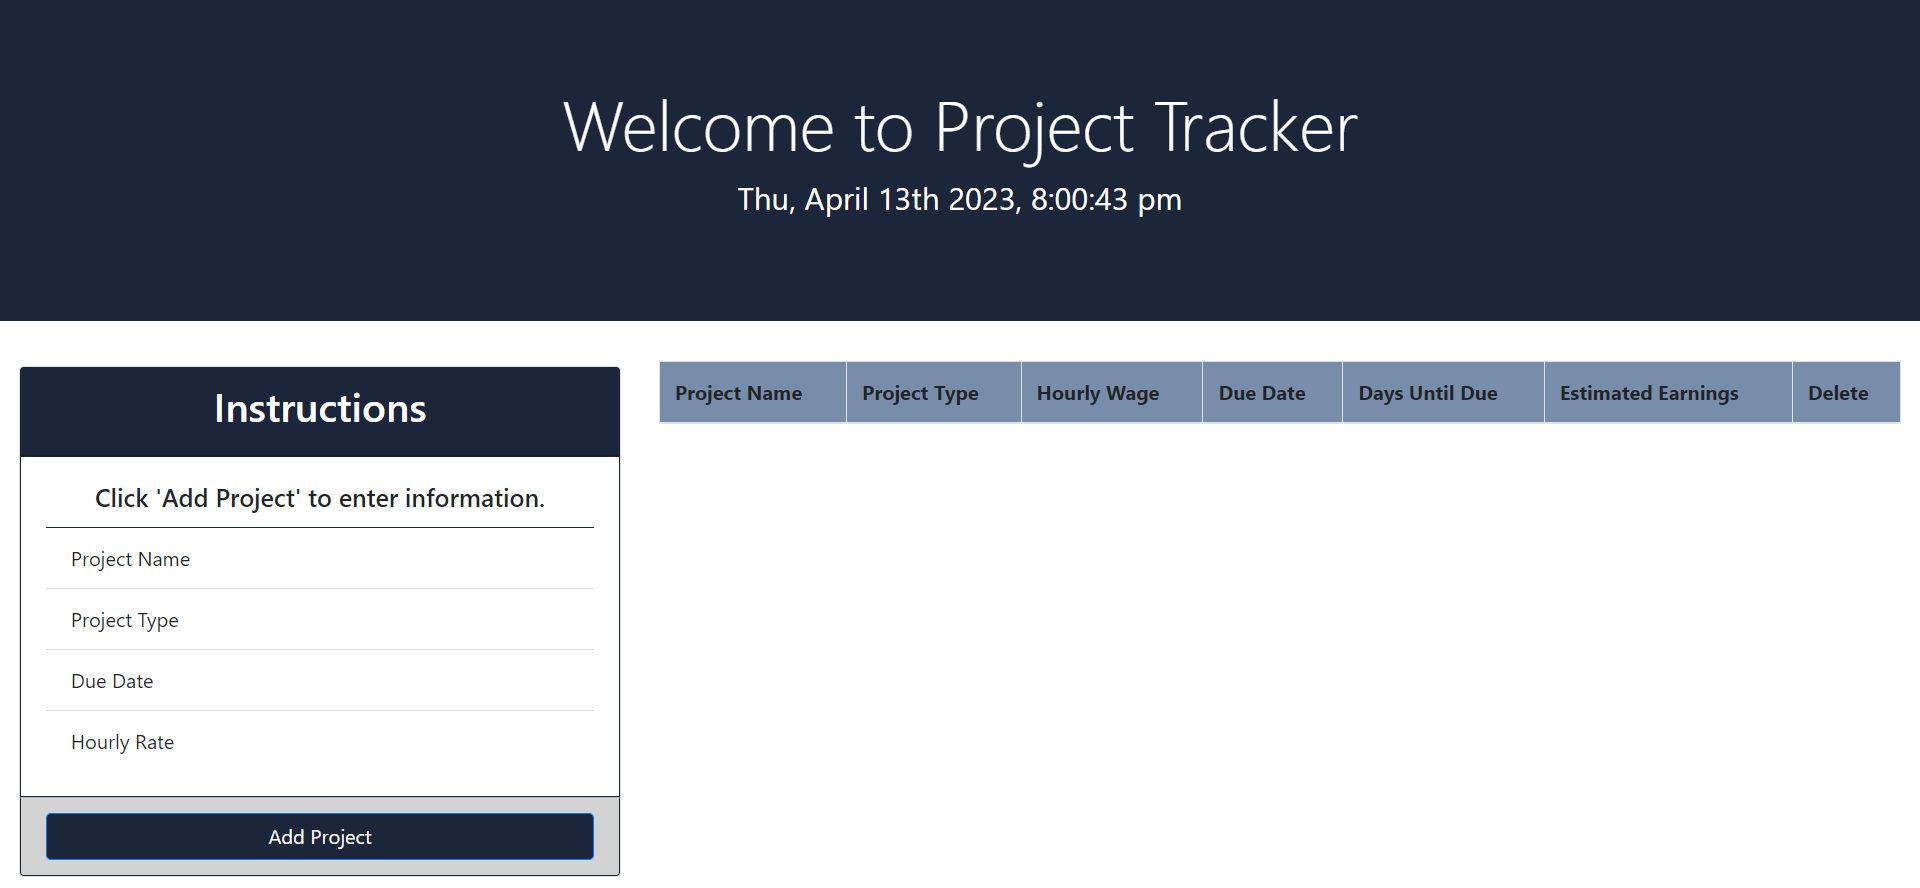 Welcome to Project Tracker
Thu, April 13th 2023, 8:00:43 pm
Instructions
Click 'Add Project' to enter information.
Project Name
Project Type
Due Date
Hourly Rate
Add Project
Project Name Project Type Hourly Wage Due Date Days Until Due Estimated Earnings Delete